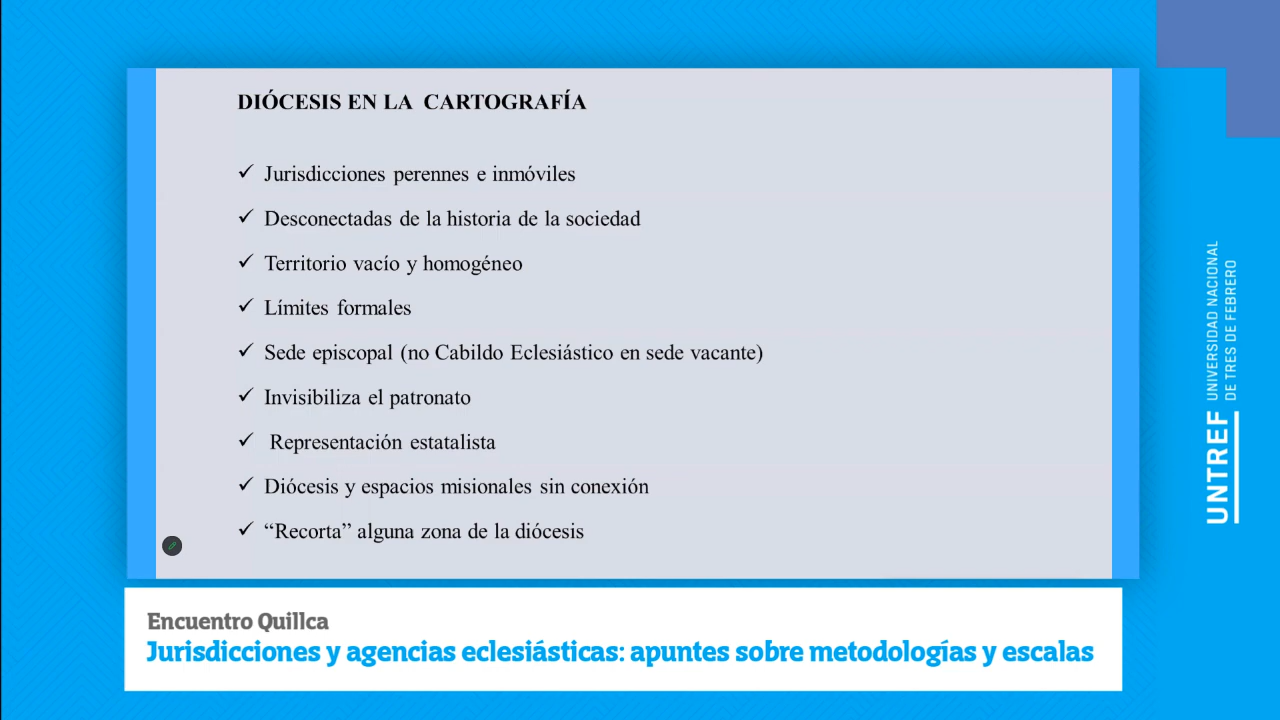 DIÓCESIS EN LA CARTOGRAFÍA
✓ Jurisdicciones perennes e inmóviles
✓ Desconectadas de la historia de la sociedad
✓ Territorio vacío y homogéneo
✓ Límites formales
✓ Sede episcopal (no Cabildo Eclesiástico en sede vacante)
✓ Invisibiliza el patronato
✓ Representación estatalista
✓ Diócesis y espacios misionales sin conexión
✓ “Recorta” alguna zona de la diócesis
Encuentro Quillca
Jurisdicciones y agencias eclesiásticas: apuntes sobre metodologías y escalas
UNTREF
UNIVERSIDAD NACIONAL
DE TRES DE FEBRERO